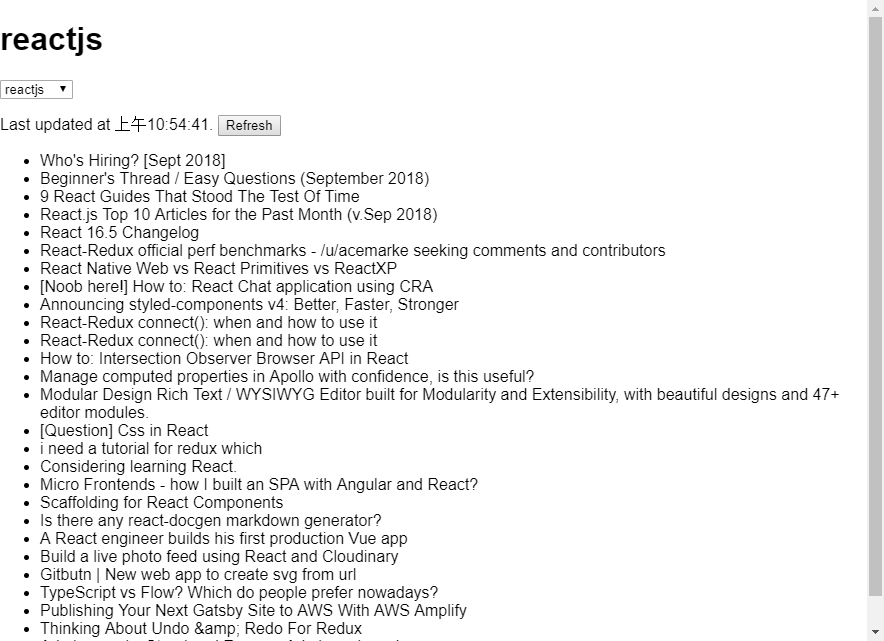 reactjs
reactjs
Last updated at 上午10:54:41. Refresh
Who's Hiring? [Sept 2018]
Beginner's Thread / Easy Questions (September 2018)
9 React Guides That Stood The Test Of Time
React.js Top 10 Articles for the Past Month (v.Sep 2018)
React 16.5 Changelog
React-Redux official perf benchmarks - /u/acemarke seeking comments and contributors
React Native Web vs React Primitives vs ReactXP
[Noob here!] How to: React Chat application using CRA
Announcing styled-components v4: Better, Faster, Stronger
React-Redux connect(): when and how to use it
React-Redux connect(): when and how to use it
How to: Intersection Observer Browser API in React
Manage computed properties in Apollo with confidence, is this useful?
Modular Design Rich Text / WYSIWYG Editor built for Modularity and Extensibility, with beautiful designs and 47+
editor modules.
[Question] Css in React
i need a tutorial for redux which
Considering learning React.
Micro Frontends - how I built an SPA with Angular and React?
Scaffolding for React Components
Is there any react-docgen markdown generator?
A React engineer builds his first production Vue app
Build a live photo feed using React and Cloudinary
Gitbutn | New web app to create svg from url
TypeScript vs Flow? Which do people prefer nowadays?
Publishing Your Next Gatsby Site to AWS With AWS Amplify
Thinking About Undo &amp; Redo For Redux